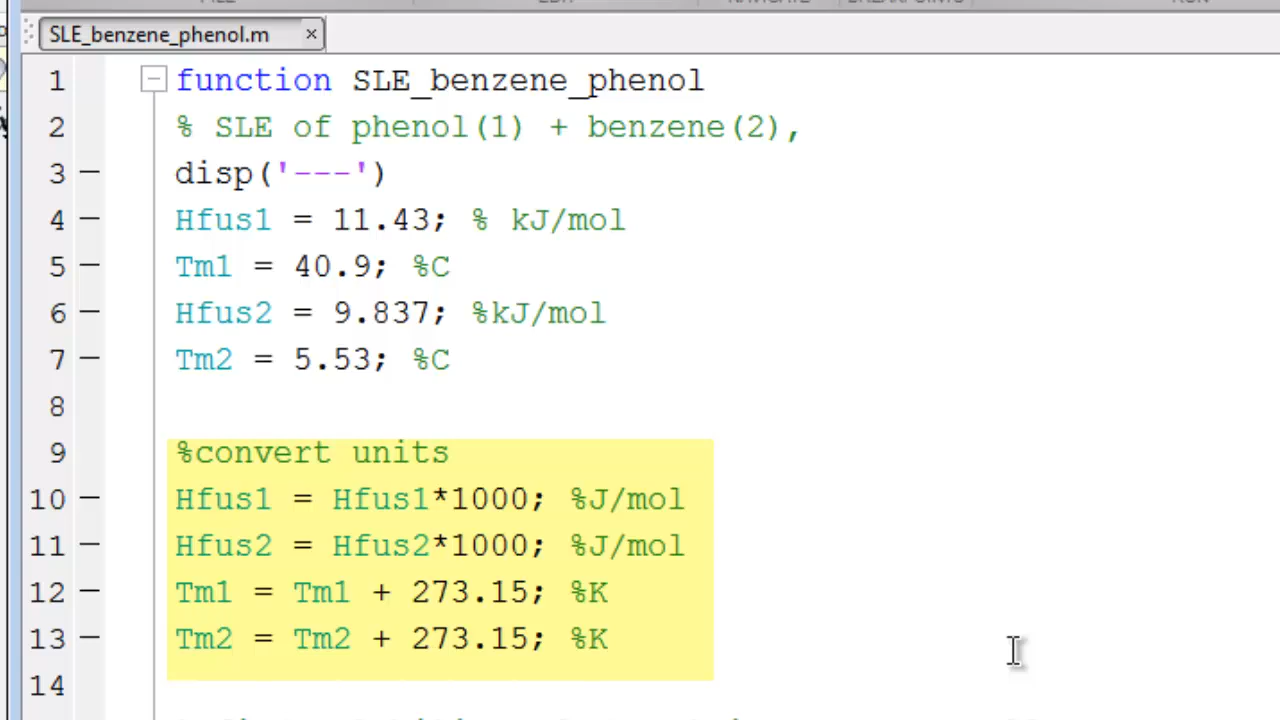 SLE_benzene_phenol.m ×
1 function SLE_benzene_phenol
2 % SLE of phenol(1) + benzene(2),
3 — disp('---')
4 — Hfus1 = 11.43; % kJ/mol
5 — Tm1 = 40.9; %C
6 — Hfus2 = 9.837; %kJ/mol
7 — Tm2 = 5.53; %C
8
9 %convert units
10 — Hfus1 = Hfus1*1000; %J/mol
11 — Hfus2 = Hfus2*1000; %J/mol
12 — Tm1 = Tm1 + 273.15; %K
13 — Tm2 = Tm2 + 273.15; %K
14